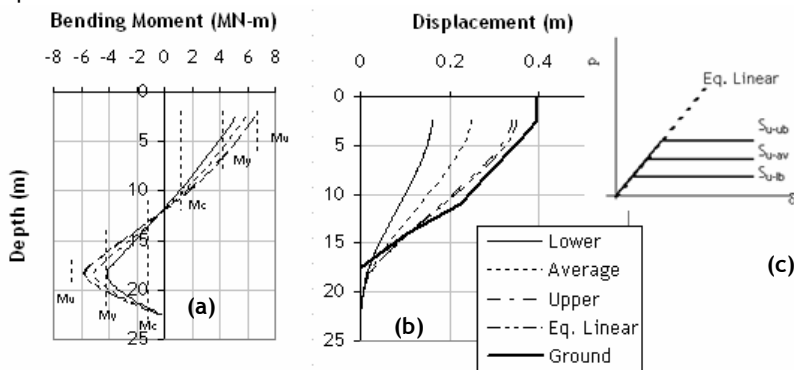 Bending Moment (MN-m)
-8 -6 -4 -2 0 2 4 6 8
0
5
10
15
20
25
Depth (m)
Mu
My
Mc
Mu
My
Mc
(a)
Displacement (m)
0 0.2 0.4
0
5
10
15
20
25
(b)
Lower
Average
Upper
Eq. Linear
Ground
P
Eq. Linear
Su-ub
Su-av
Su-lb
δ
(c)